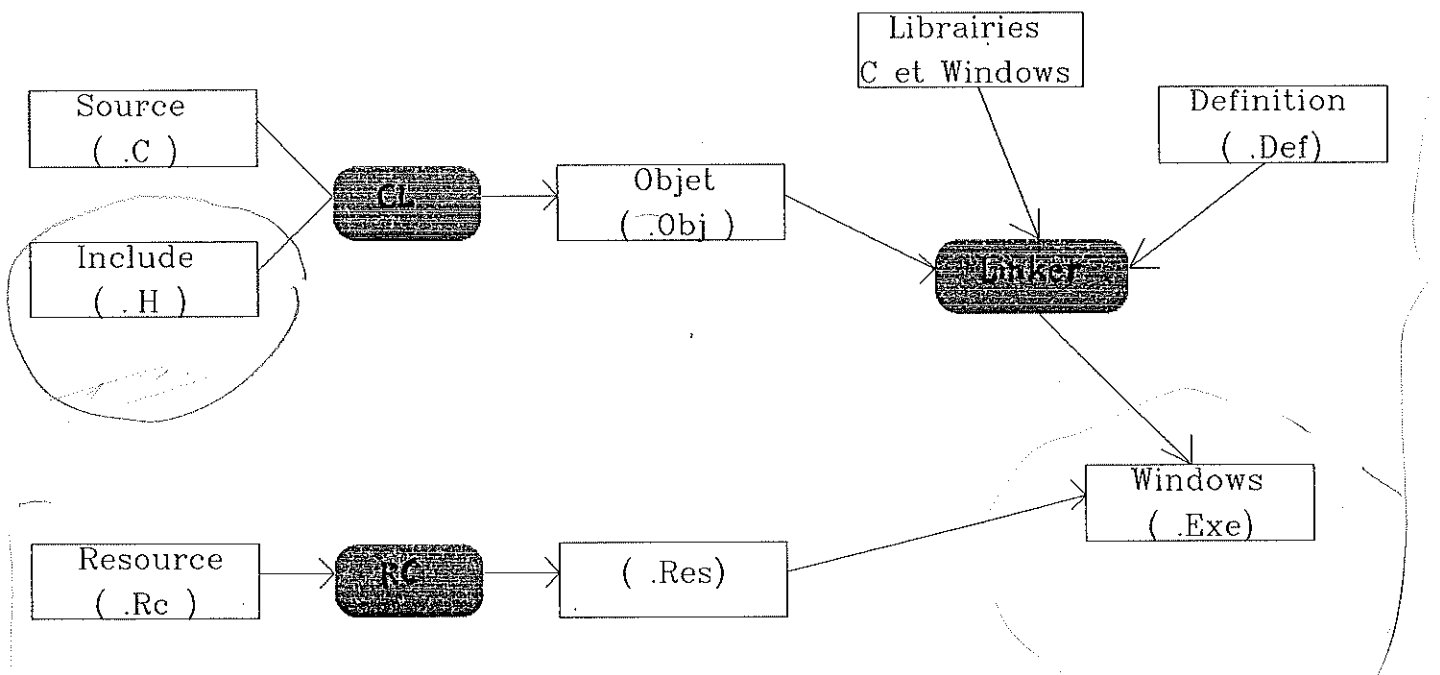 Librairies
C et Windows
Source
( .C )
Definition
( .Def)
CL
Objet
( .Obj )
Include
( .H )
Linker
Windows
( .Exe)
Resource
( .Rc )
RC
( .Res)